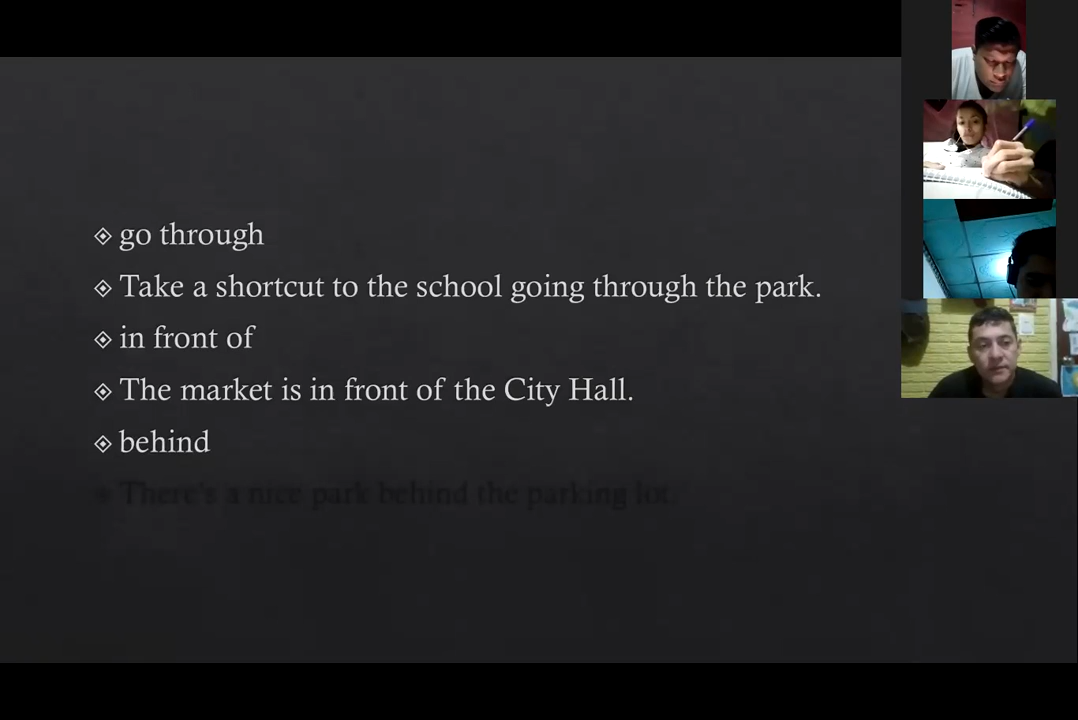 go through
Take a shortcut to the school going through the park.
in front of
The market is in front of the City Hall.
behind
There's a nice park behind the parking lot.